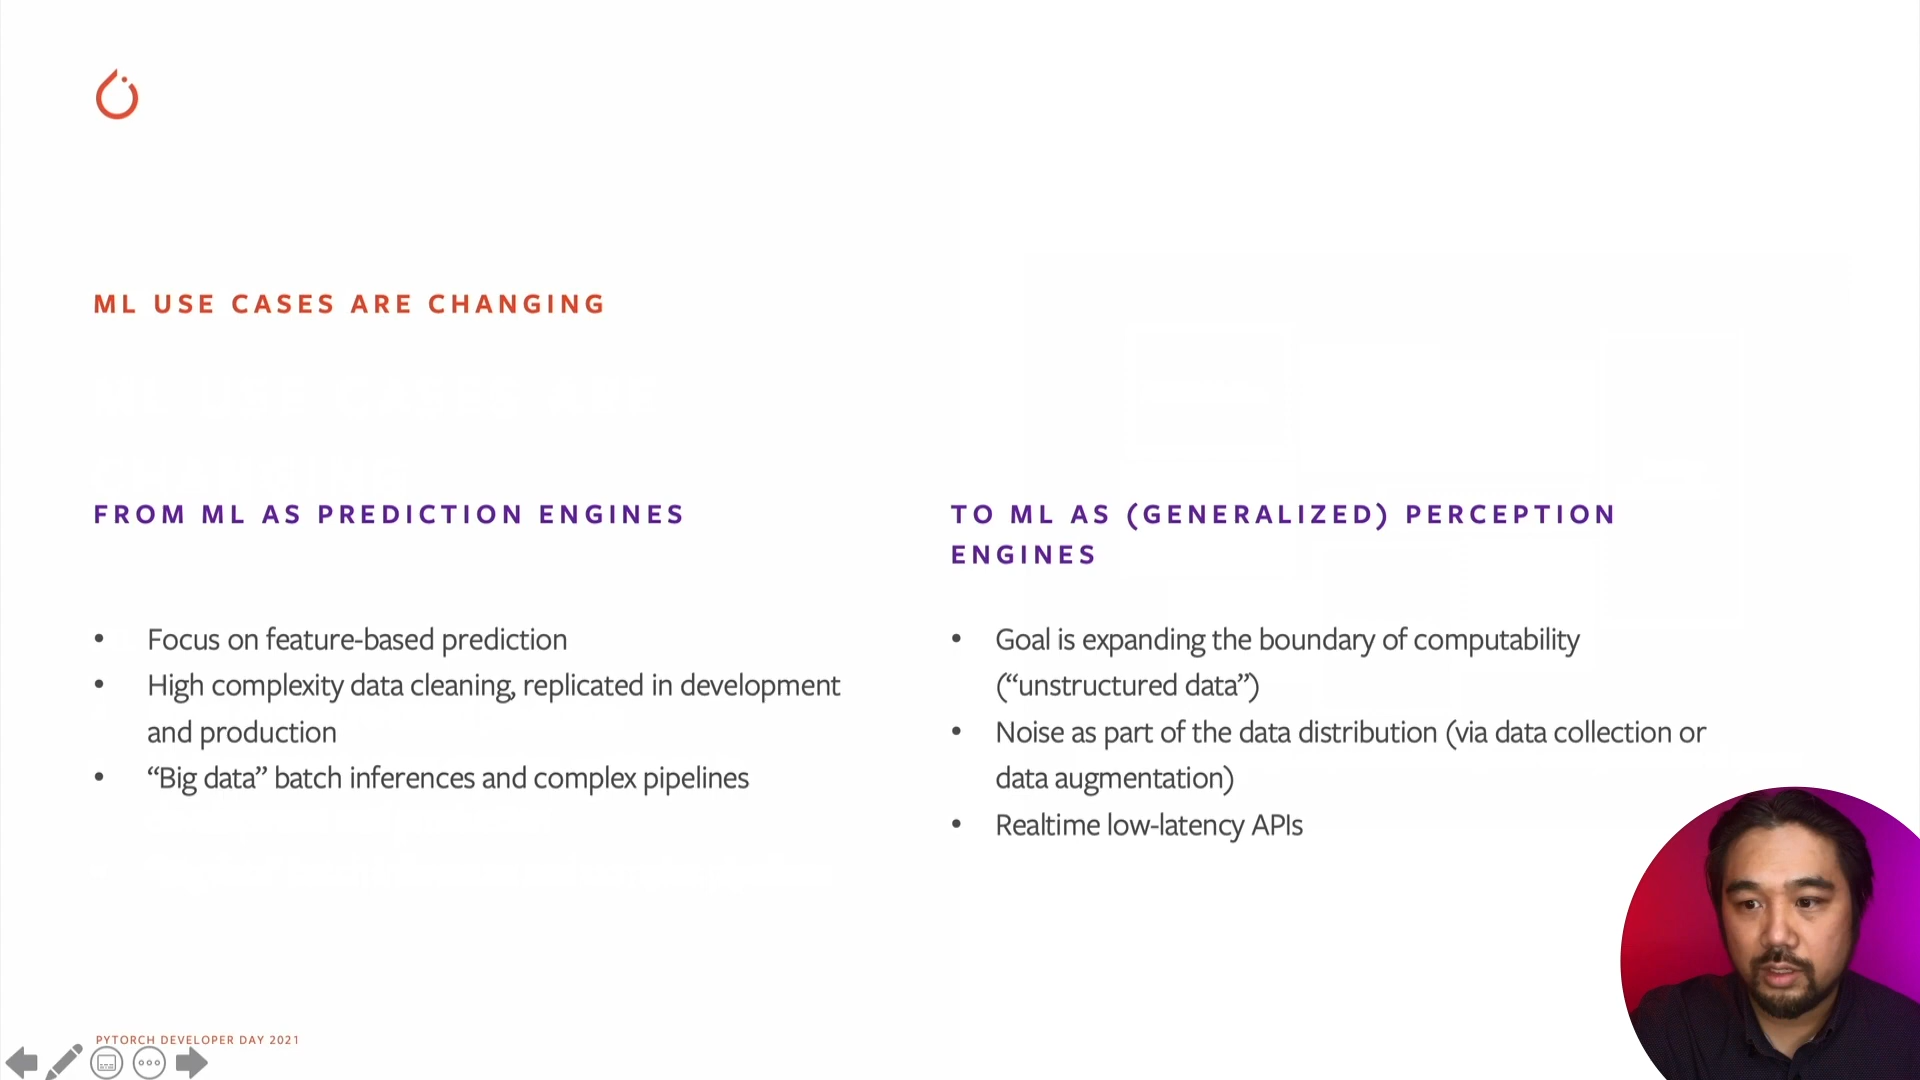 ML USE CASES ARE CHANGING
FROM ML AS PREDICTION ENGINES
• Focus on feature-based prediction
• High complexity data cleaning, replicated in development
and production
• “Big data” batch inferences and complex pipelines
TO ML AS (GENERALIZED) PERCEPTION
ENGINES
• Goal is expanding the boundary of computability
(“unstructured data”)
• Noise as part of the data distribution (via data collection or
data augmentation)
• Realtime low-latency APIs
PYTORCH DEVELOPER DAY 2021